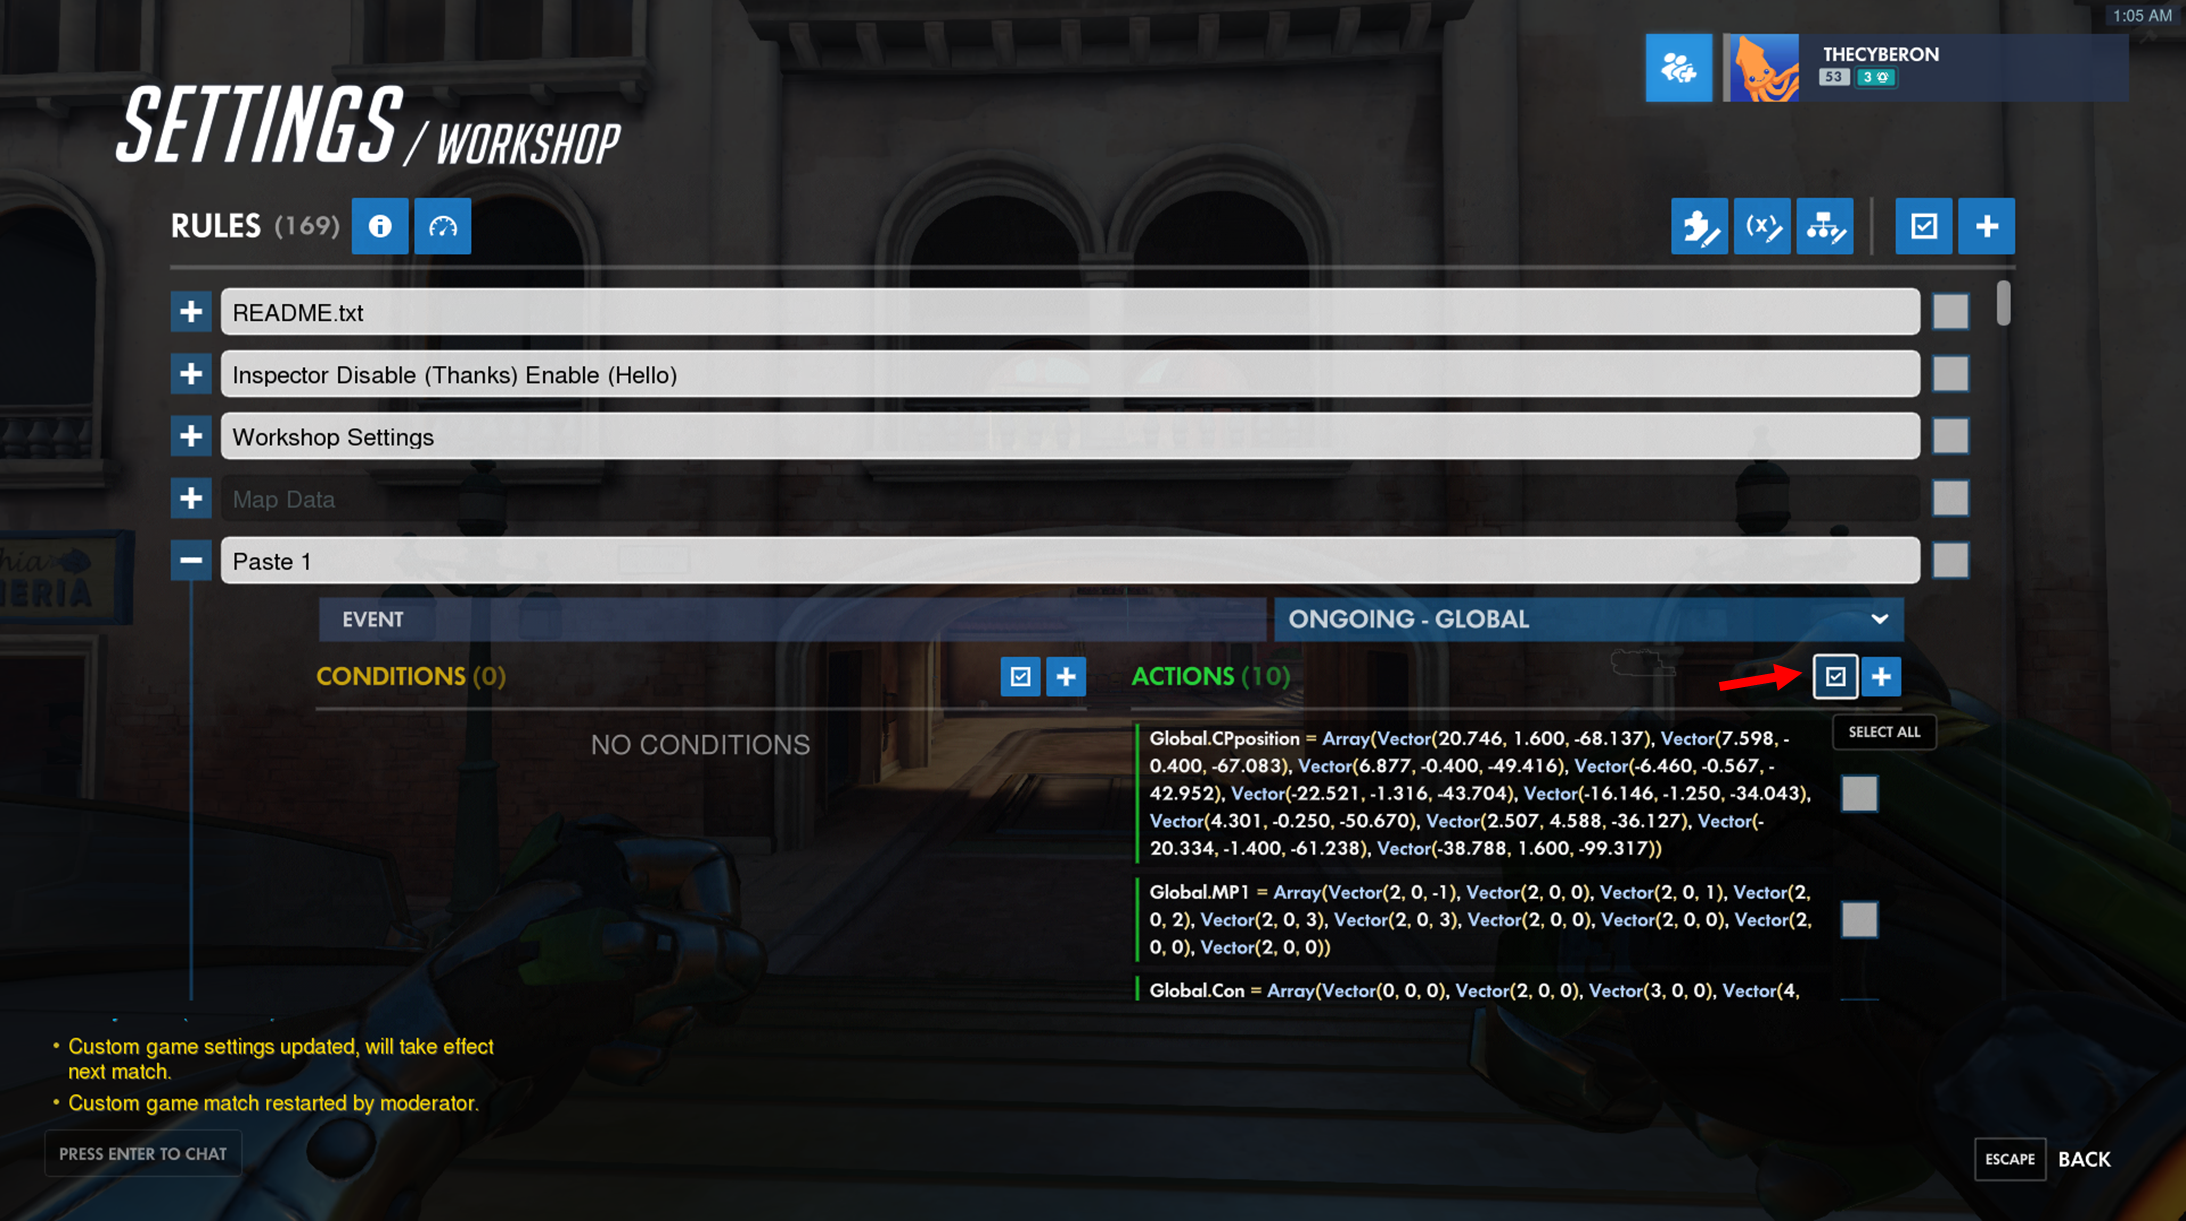 1:05 AM
THECYBERON
53 3
SETTINGS / WORKSHOP
RULES (169)
(x)
README.txt
Inspector Disable (Thanks) Enable (Hello)
Workshop Settings
Map Data
Paste 1
EVENT
ONGOING - GLOBAL
CONDITIONS (0)
ACTIONS (10)
NO CONDITIONS
SELECT ALL
Global.CPposition = Array(Vector(20.746, 1.600, -68.137), Vector(7.598, -
0.400, -67.083), Vector(6.877, -0.400, -49.416), Vector(-6.460, -0.567, -
42.952), Vector(-22.521, -1.316, -43.704), Vector(-16.146, -1.250, -34.043),
Vector(4.301, -0.250, -50.670), Vector(2.507, 4.588, -36.127), Vector(-
20.334, -1.400, -61.238), Vector(-38.788, 1.600, -99.317))
Global.MP1 = Array(Vector(2, 0, -1), Vector(2, 0, 0), Vector(2, 0, 1), Vector(2,
0, 2), Vector(2, 0, 3), Vector(2, 0, 3), Vector(2, 0, 0), Vector(2, 0, 0), Vector(2,
0, 0), Vector(2, 0, 0))
Global.Con = Array(Vector(0, 0, 0), Vector(2, 0, 0), Vector(3, 0, 0), Vector(4,
• Custom game settings updated, will take effect
next match.
• Custom game match restarted by moderator.
PRESS ENTER TO CHAT
ESCAPE BACK